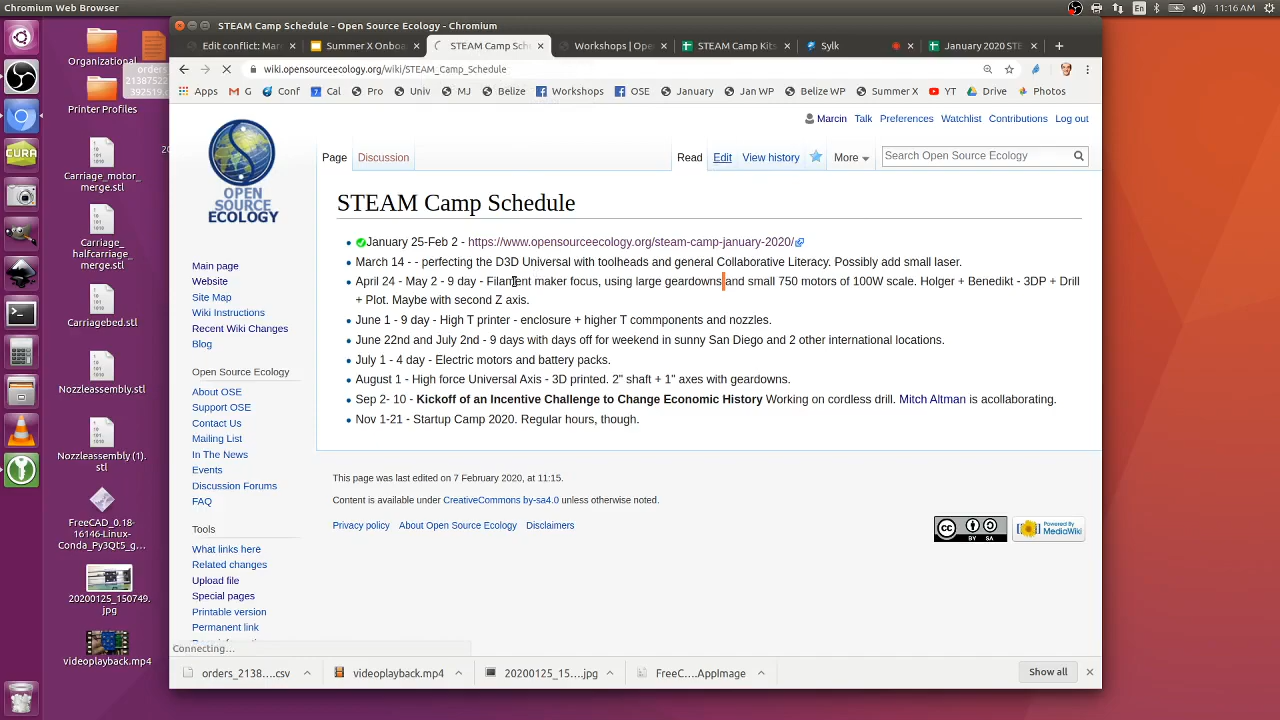 Chromium Web Browser
En
11:16 AM
STEAM Camp Schedule - Open Source Ecology - Chromium
Edit conflict: Mar
Summer X Onboa
STEAM Camp Sch
Workshops | Ope
STEAM Camp Kits
Sylk
January 2020 STE
wiki.opensourceecology.org/wiki/STEAM_Camp_Schedule
Apps
G
Conf
Cal
Pro
Univ
MJ
Belize
Workshops
OSE
January
Jan WP
Belize WP
Summer X
YT
Drive
Photos
Organizational
orders_
21387522
392519.c
Printer Profiles
Carriage_motor_
merge.stl
Carriage_
halfcarriage_
merge.stl
Carriagebed.stl
Nozzleassembly.stl
Nozzleassembly (1).
stl
FreeCAD_0.18-
16146-Linux-
Conda_Py3Qt5_g...
20200125_150749.
jpg
videoplayback.mp4
CURA
OPEN
SOURCE
ECOLOGY
Marcin
Talk
Preferences
Watchlist
Contributions
Log out
Page
Discussion
Read
Edit
View history
More
Search Open Source Ecology
STEAM Camp Schedule
January 25-Feb 2 - https://www.opensourceecology.org/steam-camp-january-2020/
March 14 - - perfecting the D3D Universal with toolheads and general Collaborative Literacy. Possibly add small laser.
April 24 - May 2 - 9 day - Filament maker focus, using large geardowns and small 750 motors of 100W scale. Holger + Benedikt - 3DP + Drill
+ Plot. Maybe with second Z axis.
June 1 - 9 day - High T printer - enclosure + higher T commponents and nozzles.
June 22nd and July 2nd - 9 days with days off for weekend in sunny San Diego and 2 other international locations.
July 1 - 4 day - Electric motors and battery packs.
August 1 - High force Universal Axis - 3D printed. 2" shaft + 1" axes with geardowns.
Sep 2- 10 - Kickoff of an Incentive Challenge to Change Economic History Working on cordless drill. Mitch Altman is acollaborating.
Nov 1-21 - Startup Camp 2020. Regular hours, though.
Main page
Website
Site Map
Wiki Instructions
Recent Wiki Changes
Blog
Open Source Ecology
About OSE
Support OSE
Contact Us
Mailing List
In The News
Events
Discussion Forums
FAQ
Tools
What links here
Related changes
Upload file
Special pages
Printable version
Permanent link
This page was last edited on 7 February 2020, at 11:15.
Content is available under CreativeCommons by-sa4.0 unless otherwise noted.
Privacy policy
About Open Source Ecology
Disclaimers
cc
BY SA
Powered By
MediaWiki
Connecting...
orders_2138....csv
videoplayback.mp4
20200125_15....jpg
FreeC....AppImage
Show all